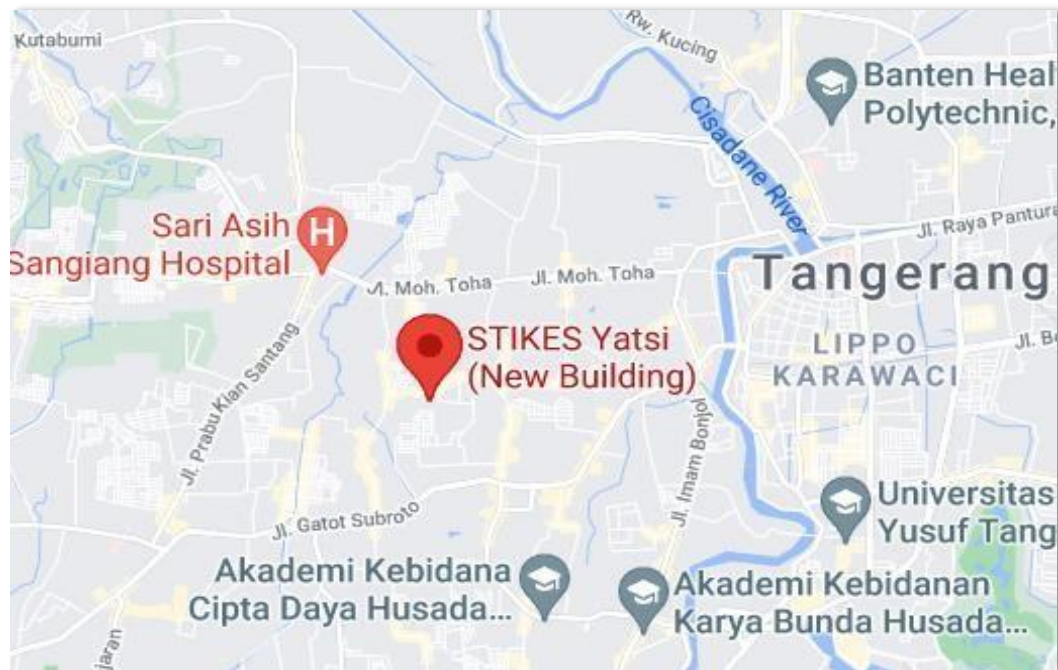 Kutabumi
Rw. Kucing
Banten Heal
Polytechnic,
Cisadane River
Sari Asih
Sangiang Hospital
H
Jl. Raya Pantura
Moh. Toha
Jl. Moh. Toha
Tangerang
STIKES Yatsi
(New Building)
LIPPO
KARAWACI
Jl. Be
Jl. Prabu Kian Santang
Jl. Imam Bonjol
Jl. Gatot Subroto
Universitas
Yusuf Tang
Akademi Kebidana
Cipta Daya Husada...
Akademi Kebidanan
Karya Bunda Husada...
jaran